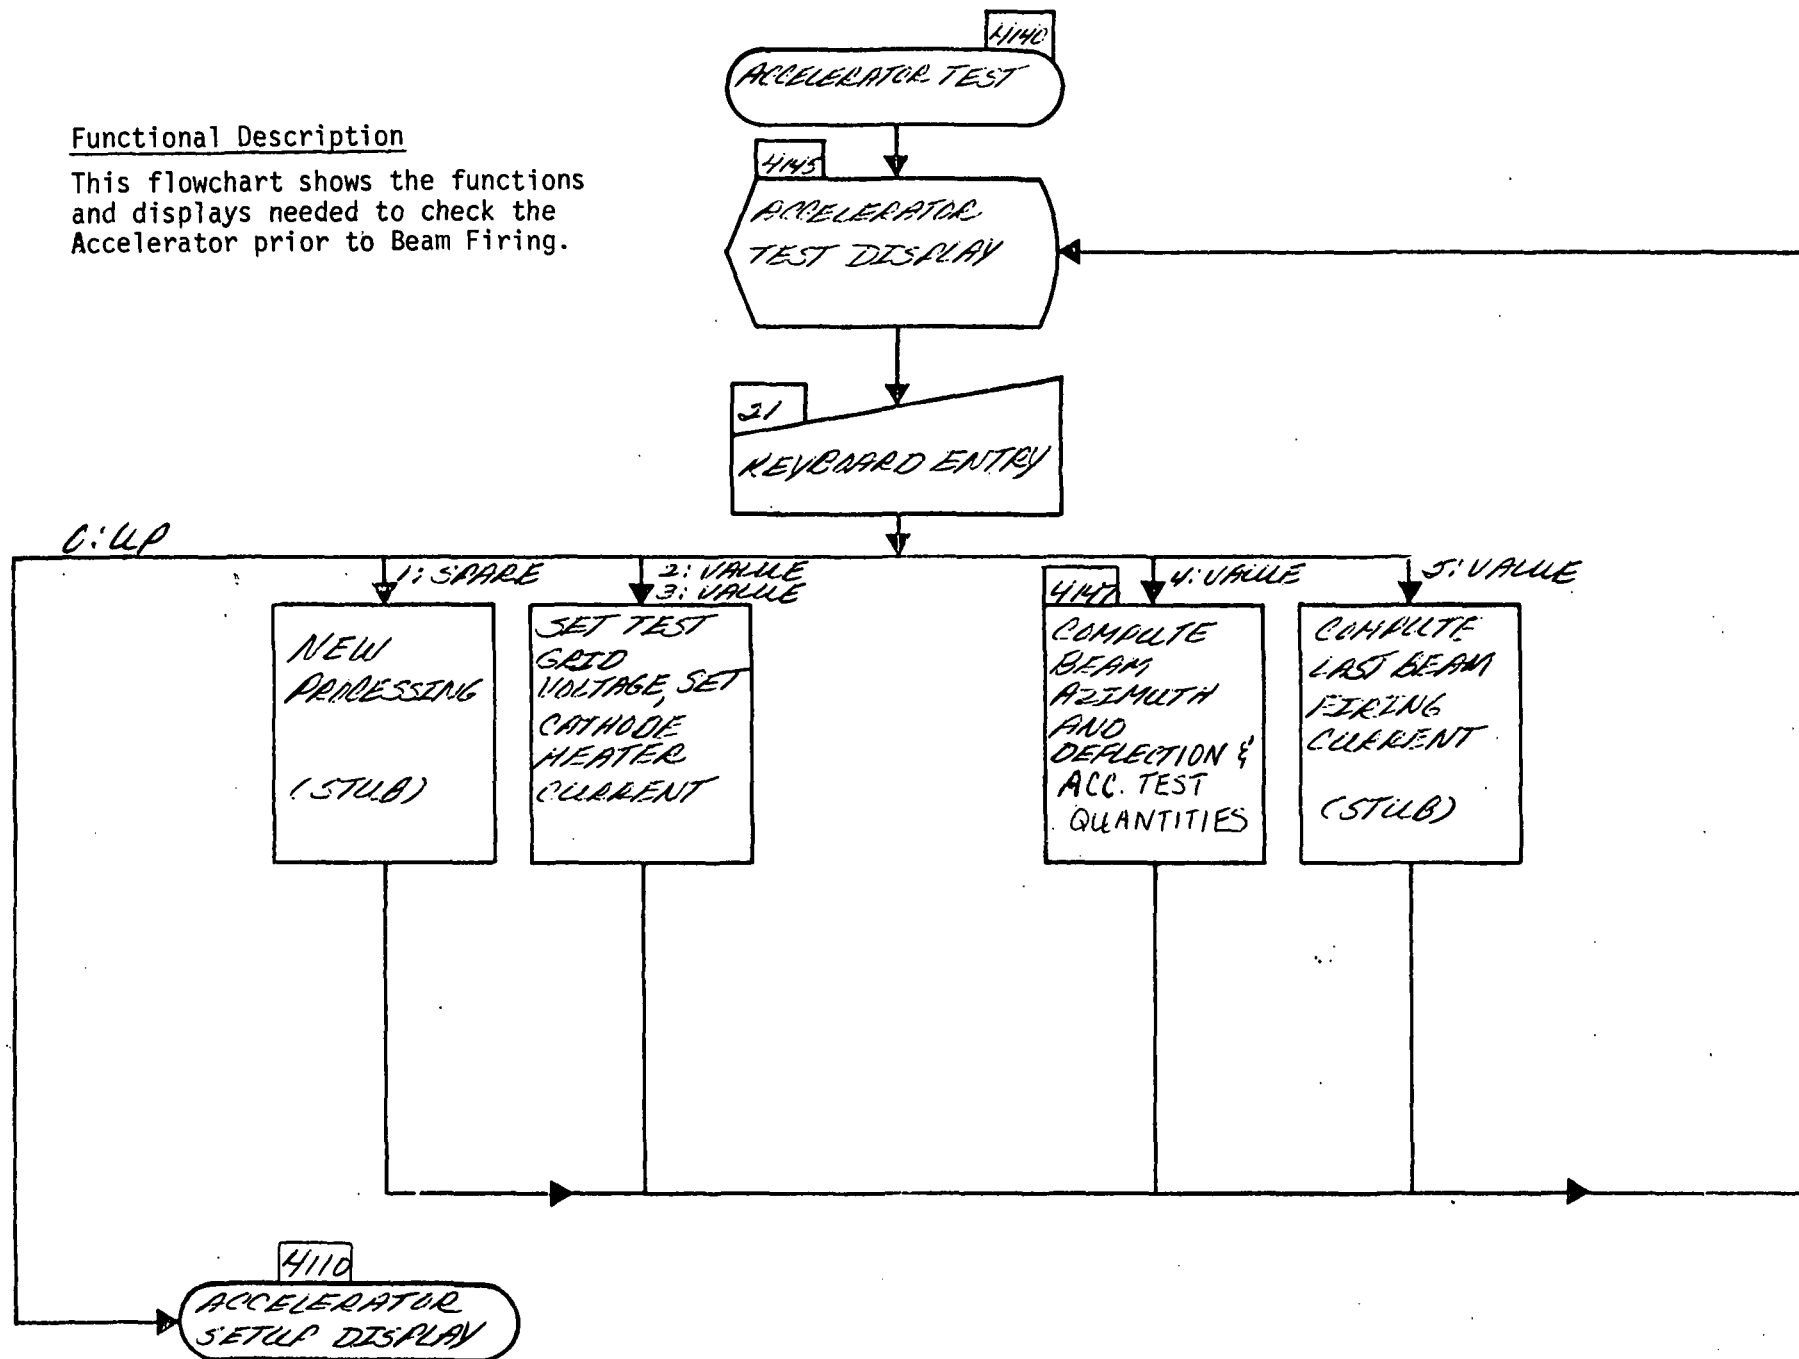 4140
ACCELERATOR TEST
Functional Description
This flowchart shows the functions
and displays needed to check the
Accelerator prior to Beam Firing.
4145
ACCELERATOR
TEST DISPLAY
21
KEYBOARD ENTRY
0: UP
1: SPARE
2: VALUE
3: VALUE
4: VALUE
5: VALUE
NEW
PROCESSING
(STUB)
SET TEST
GRID
VOLTAGE, SET
CATHODE
HEATER
CURRENT
4147
COMPUTE
BEAM
AZIMUTH
AND
DEFLECTION &
ACC. TEST
QUANTITIES
COMPUTE
LAST BEAM
FIRING
CURRENT
(STUB)
4110
ACCELERATOR
SETUP DISPLAY